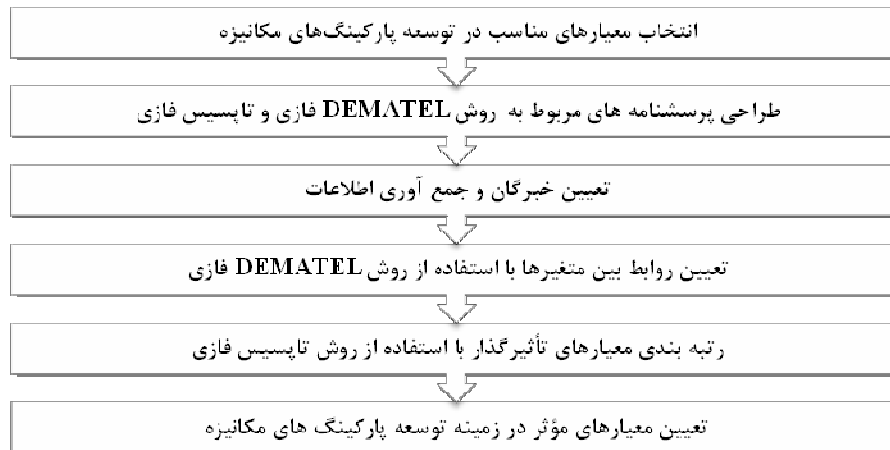 انتخاب معیارهای مناسب در توسعه پارکینگ‌های مکانیزه
طراحی پرسشنامه های مربوط به روش DEMATEL فازی و تاپسیس فازی
تعیین خبرگان و جمع آوری اطلاعات
تعیین روابط بین متغیرها با استفاده از روش DEMATEL فازی
رتبه بندی معیارهای تأثیرگذار با استفاده از روش تاپسیس فازی
تعیین معیارهای مؤثر در زمینه توسعه پارکینگ های مکانیزه